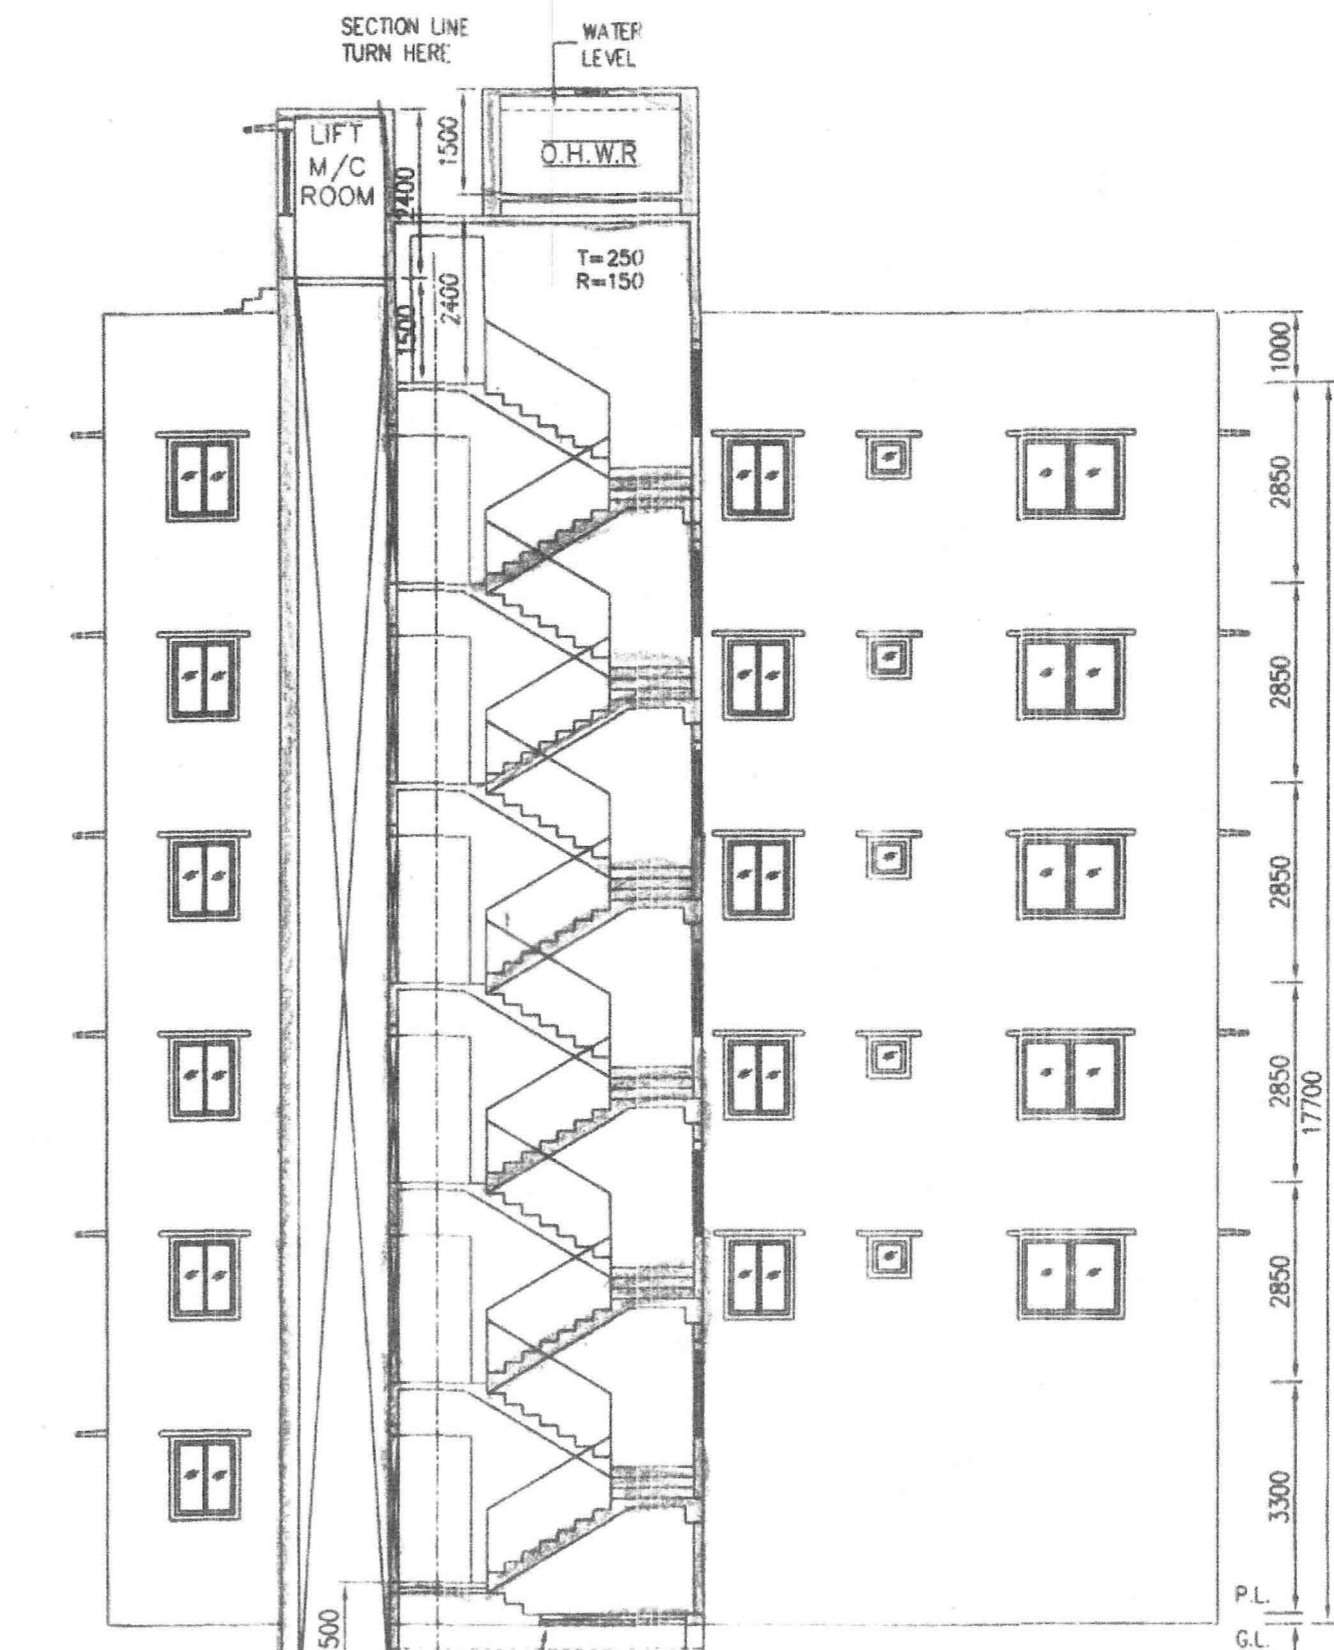 SECTION LINE
TURN HERE
WATER
LEVEL
LIFT
M/C
ROOM
2400
1500
O.H.W.R
T=250
R=150
1500
2400
1000
2850
2850
2850
2850
2850
17700
3300
P.L.
G.L.
500